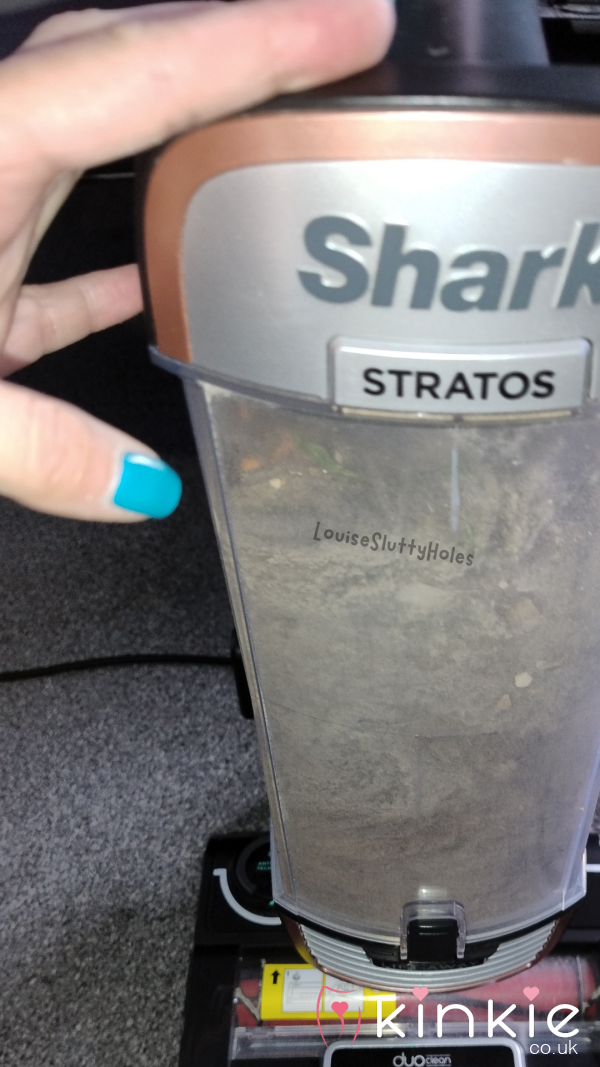 Shark
STRATOS
LouiseSluttyHoles
kinkie
.co.uk
duoclean